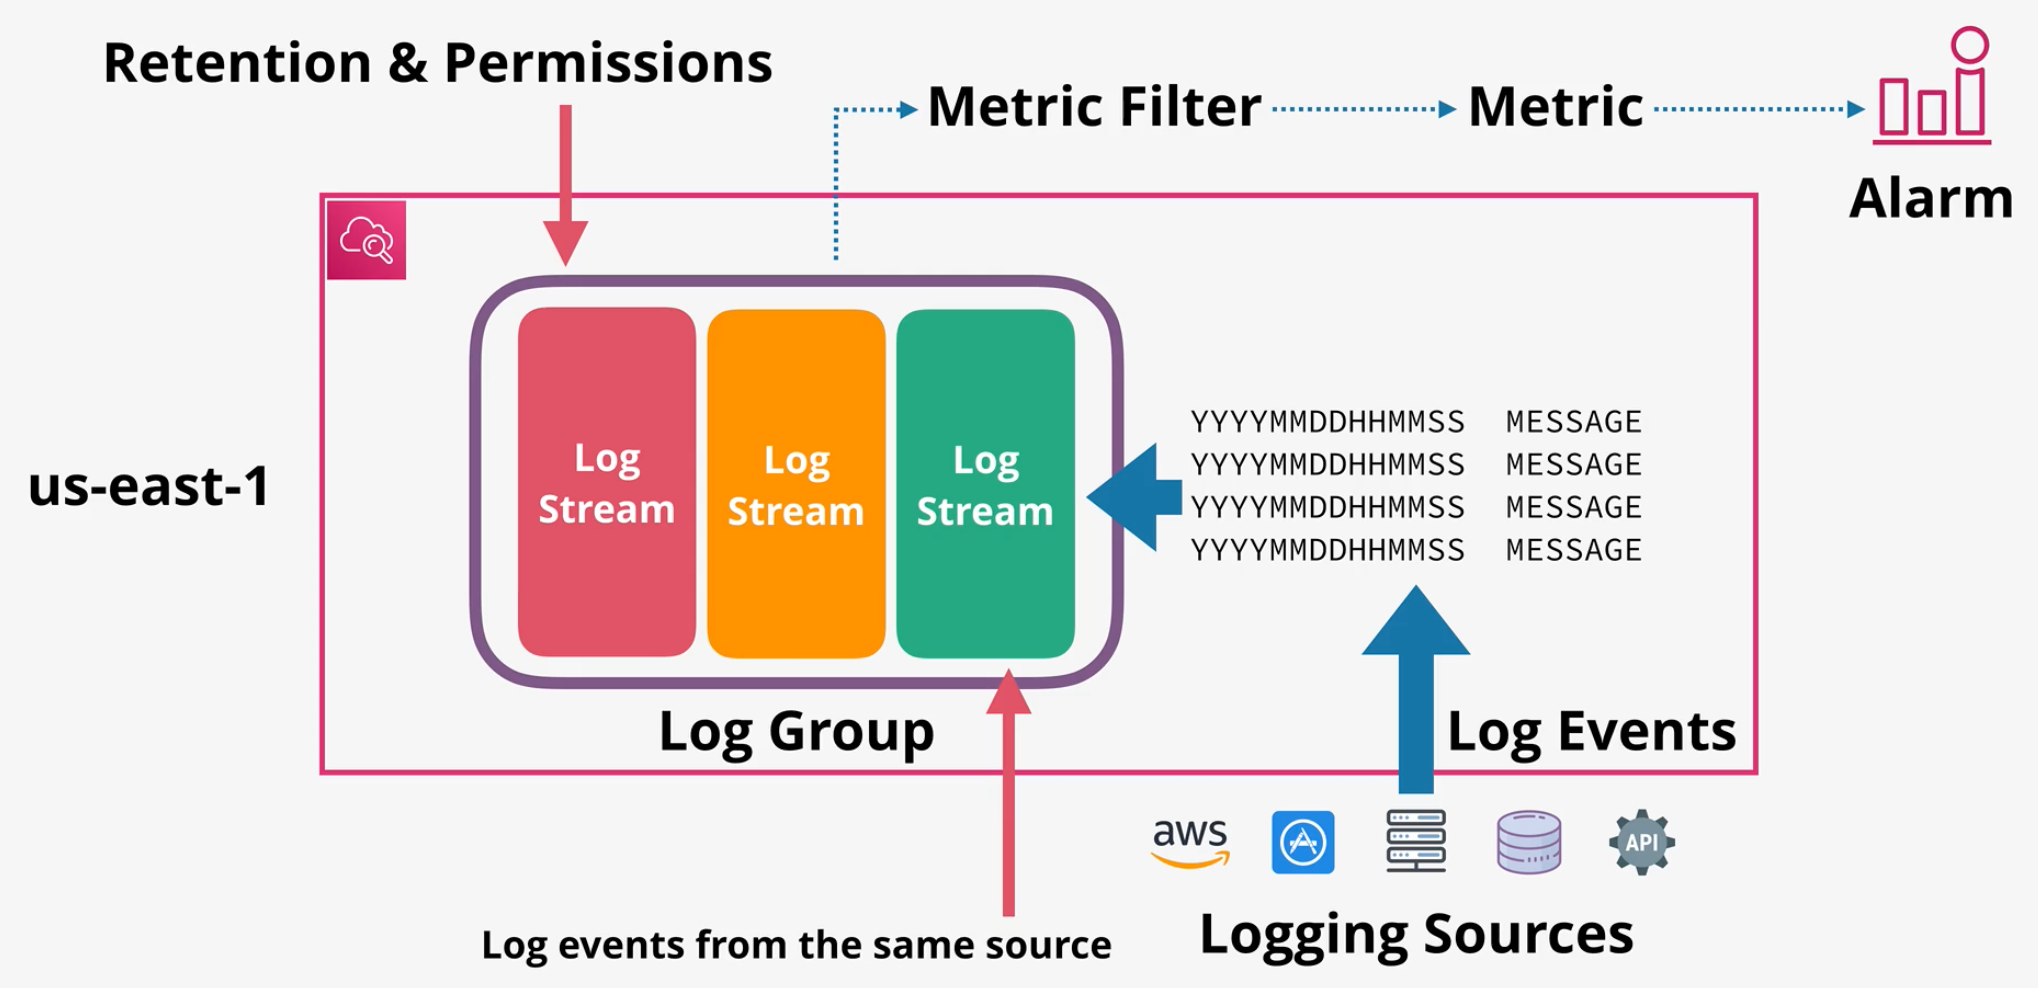 Retention & Permissions
Metric Filter
Metric
Alarm
us-east-1
Log
Stream
Log
Stream
Log
Stream
YYYYMMDDHHMMSS MESSAGE
YYYYMMDDHHMMSS MESSAGE
YYYYMMDDHHMMSS MESSAGE
YYYYMMDDHHMMSS MESSAGE
Log Group
Log Events
aws
API
Log events from the same source
Logging Sources